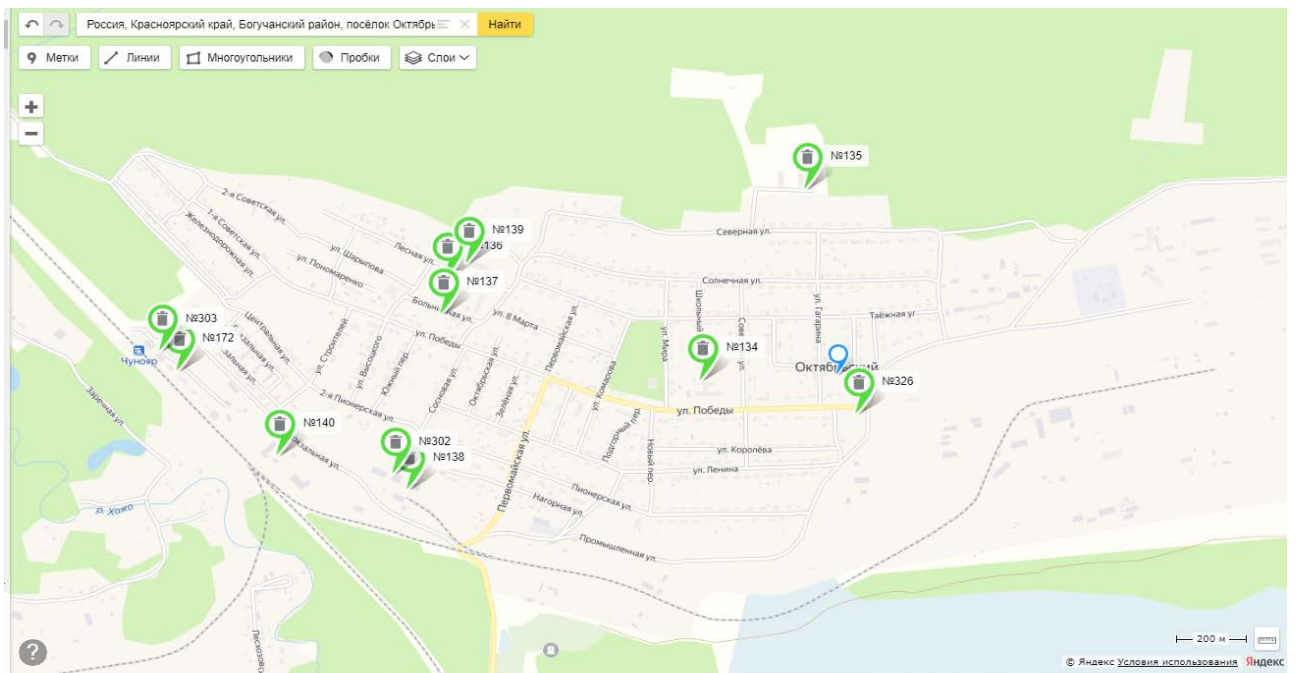 Россия, Красноярский край, Богучанский район, посёлок Октябрь
Найти
Метки
Линии
Многоугольники
Пробки
Слои
№135
2-я Советская ул.
1-я Советская ул.
Железнодорожная ул.
ул. Шарыпова
ул. Пономаренко
Лесная ул.
№139
№136
№137
Северная ул.
Солнечная ул.
Школьный
ул. Гагарина
Таёжная ул
№303
№172
Чунояр
Центральная ул.
ул. Строителей
ул. Высоцкого
Южный пер.
ул. Победы
ул. 8 Марта
Первомайская ул.
Сосновая ул.
Октябрьская ул.
Зелёная ул.
2-я Пионерская ул.
ул. Комарова
ул. Мира
№134
Октябрьский
№326
ул. Победы
Заречная ул.
№140
№302
№138
Первомайская ул.
Подгорный пер.
Новый пер.
ул. Королёва
ул. Ленина
Пионерская ул.
Нагорная ул.
Промышленная ул.
р. Хожо
200 м
© Яндекс Условия использования Яндекс